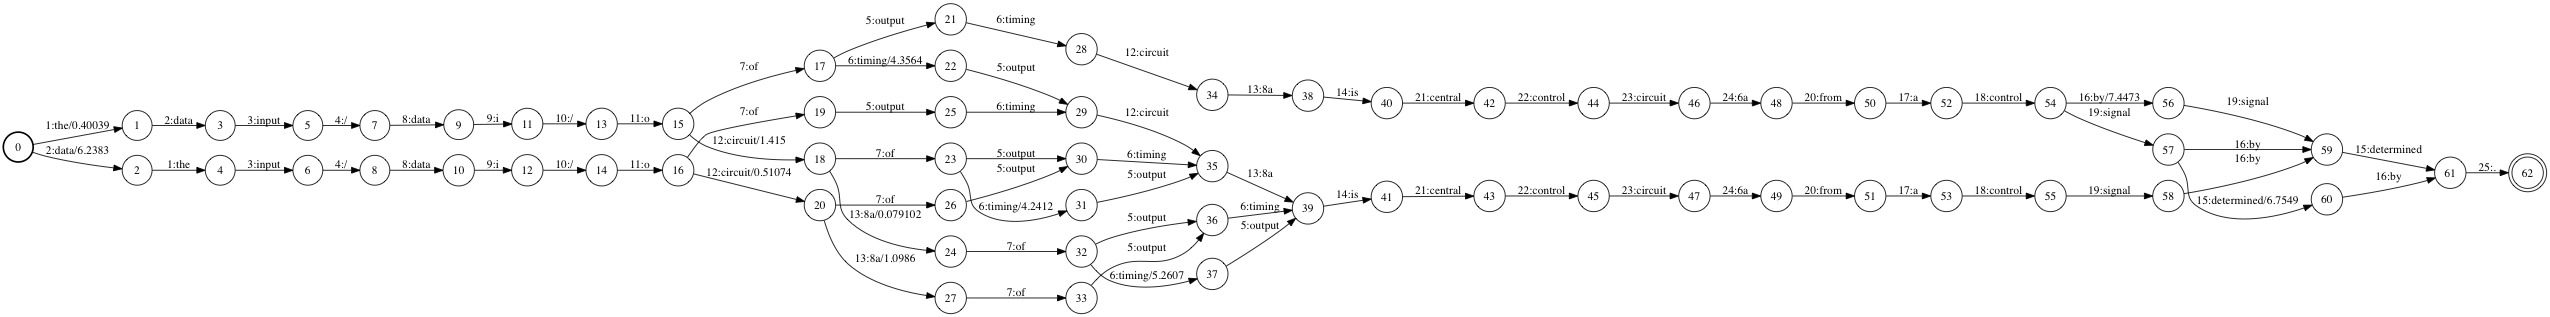 0
1:the/0.40039
2:data/6.2383
1
2:data
3
3:input
5
4:/
7
8:data
9
9:i
11
10:/
13
11:o
15
2
1:the
4
3:input
6
4:/
8
8:data
10
9:i
12
10:/
14
11:o
16
7:of
12:circuit/1.415
7:of
12:circuit/0.51074
17
5:output
6:timing/4.3564
19
5:output
18
7:of
13:8a/0.079102
20
7:of
13:8a/1.0986
21
6:timing
22
5:output
25
6:timing
23
5:output
6:timing/4.2412
26
5:output
24
7:of
27
7:of
28
12:circuit
29
12:circuit
30
6:timing
31
5:output
32
5:output
6:timing/5.2607
33
5:output
34
13:8a
35
13:8a
36
6:timing
37
5:output
38
14:is
39
14:is
40
21:central
42
22:control
44
23:circuit
46
24:6a
48
20:from
50
17:a
52
18:control
54
16:by/7.4473
19:signal
41
21:central
43
22:control
45
23:circuit
47
24:6a
49
20:from
51
17:a
53
18:control
55
19:signal
56
19:signal
57
16:by
15:determined/6.7549
58
16:by
59
15:determined
60
16:by
61
25:.
62